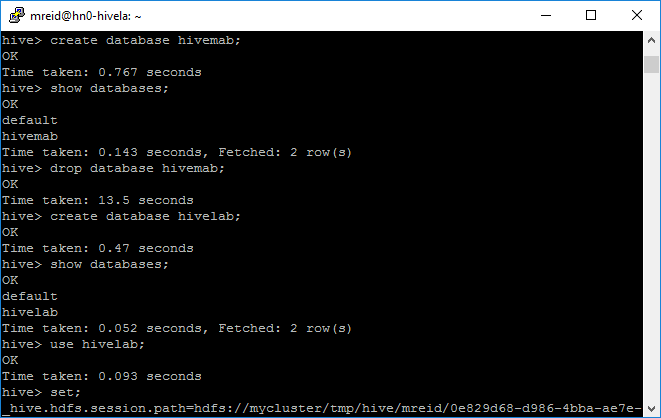 mreid@hn0-hivela: ~
hive> create database hivemab;
OK
Time taken: 0.767 seconds
hive> show databases;
OK
default
hivemab
Time taken: 0.143 seconds, Fetched: 2 row(s)
hive> drop database hivemab;
OK
Time taken: 13.5 seconds
hive> create database hivelab;
OK
Time taken: 0.47 seconds
hive> show databases;
OK
default
hivelab
Time taken: 0.052 seconds, Fetched: 2 row(s)
hive> use hivelab;
OK
Time taken: 0.093 seconds
hive> set;
_hive.hdfs.session.path=hdfs://mycluster/tmp/hive/mreid/0e829d68-d986-4bba-ae7e-